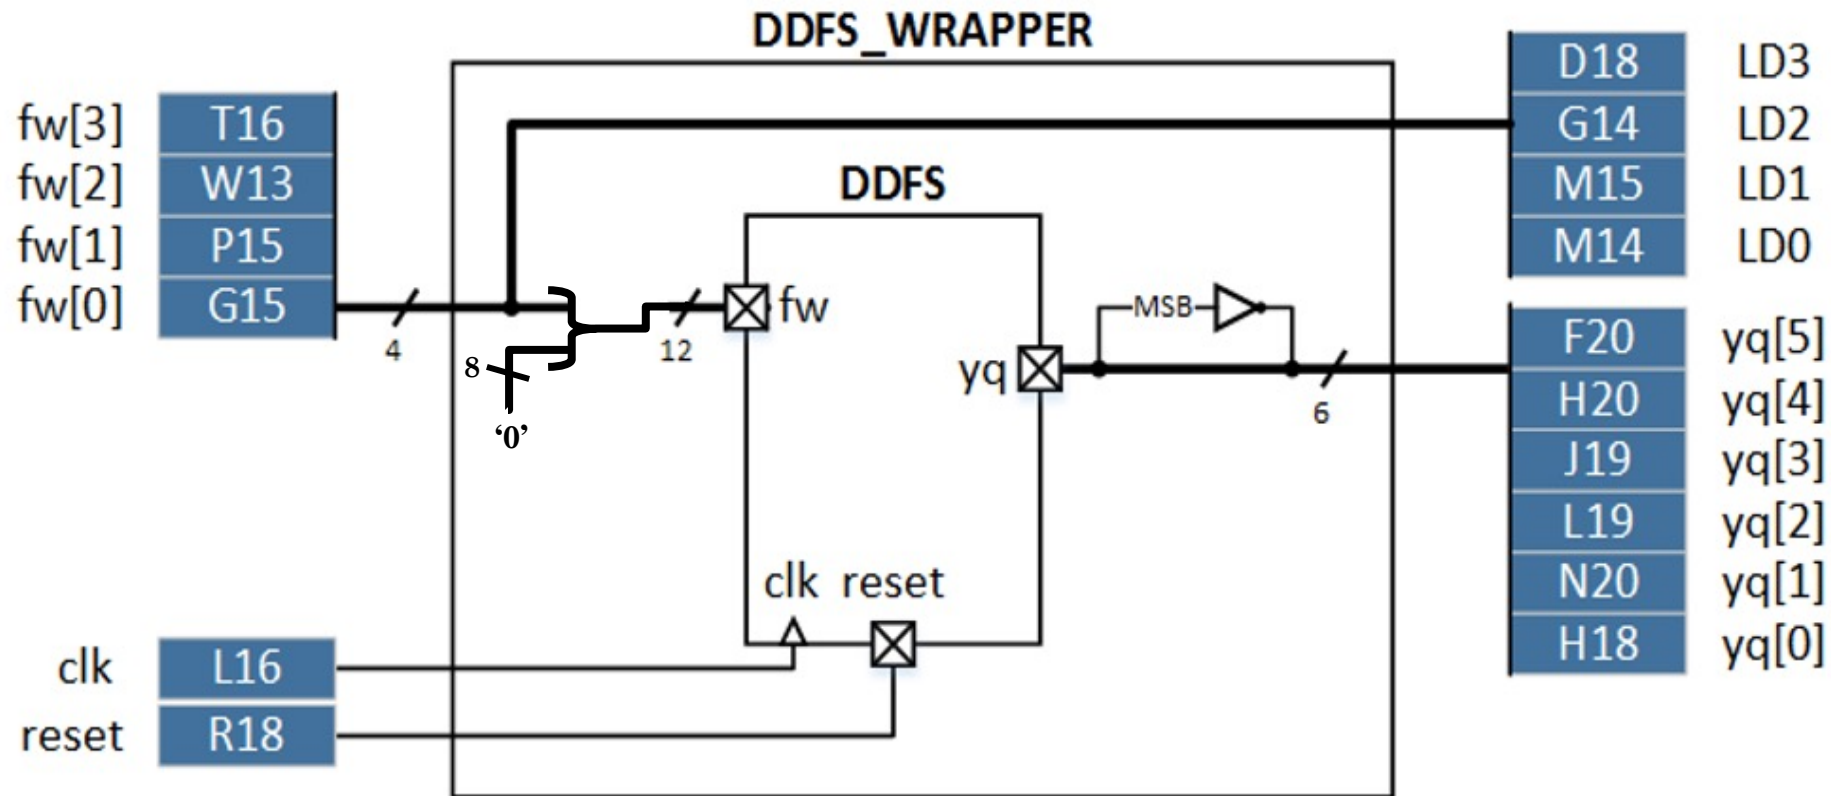 DDFS_WRAPPER
fw[3] T16
fw[2] W13
fw[1] P15
fw[0] G15
4
8
‘0’
12
DDFS
fw
yq
clk reset
MSB
6
D18 LD3
G14 LD2
M15 LD1
M14 LD0
F20 yq[5]
H20 yq[4]
J19 yq[3]
L19 yq[2]
N20 yq[1]
H18 yq[0]
clk L16
reset R18